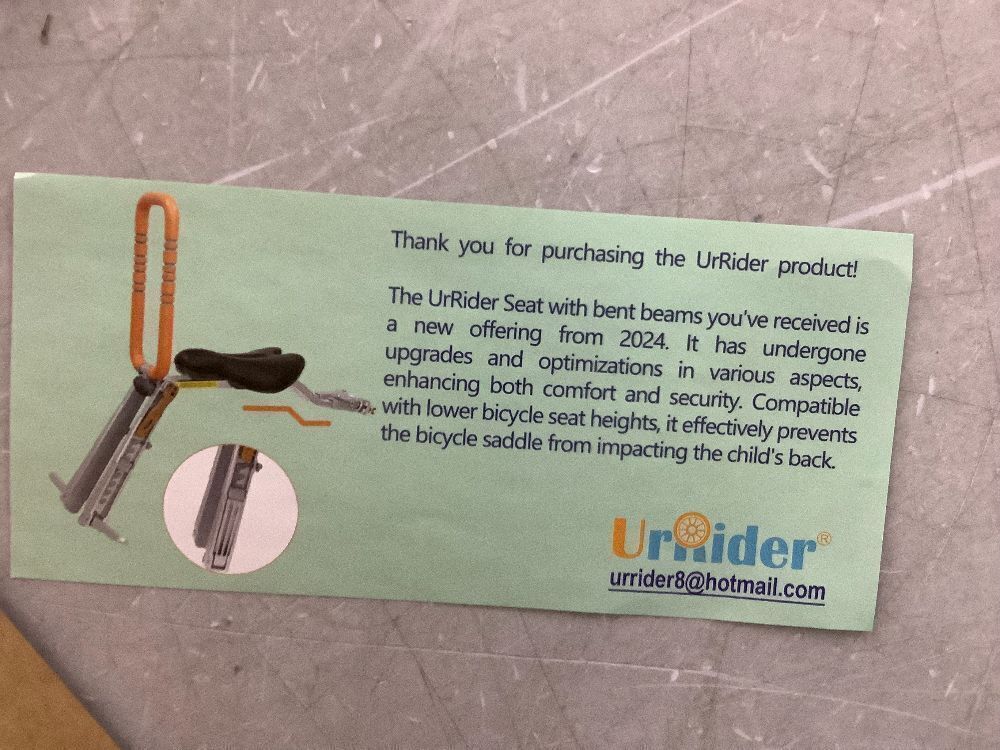 Thank you for purchasing the UrRider product!
The UrRider Seat with bent beams you've received is
a new offering from 2024. It has undergone
upgrades and optimizations in various aspects,
enhancing both comfort and security. Compatible
with lower bicycle seat heights, it effectively prevents
the bicycle saddle from impacting the child's back.
UrRider®
urrider8@hotmail.com